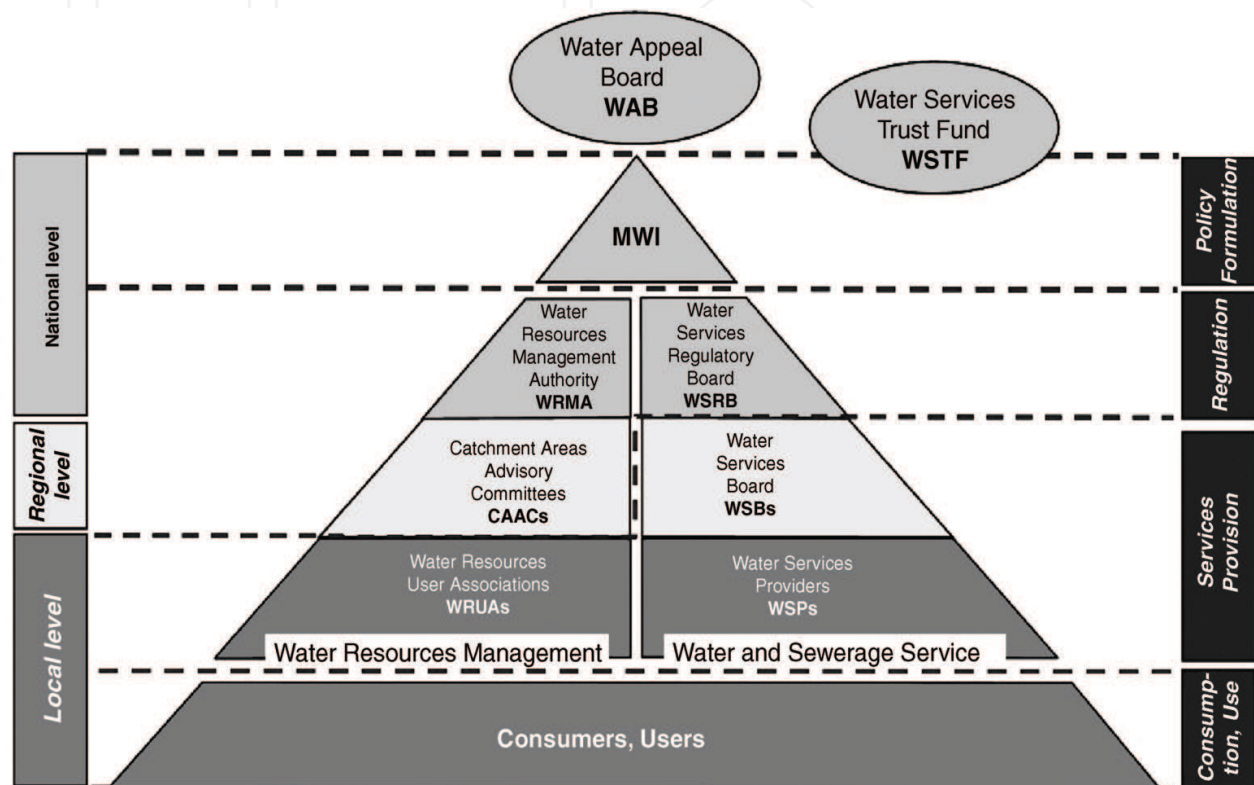 Water Appeal
Board
WAB
Water Services
Trust Fund
WSTF
National level
MWI
Policy
Formulation
Water
Resources
Management
Authority
WRMA
Water
Services
Regulatory
Board
WSRB
Regulation
Regional
level
Catchment Areas
Advisory
Committees
CAACs
Water
Services
Board
WSBs
Services
Provision
Local level
Water Resources
User Associations
WRUAs
Water Services
Providers
WSPs
Water Resources Management
Water and Sewerage Service
Consumers, Users
Consump-
tion, Use